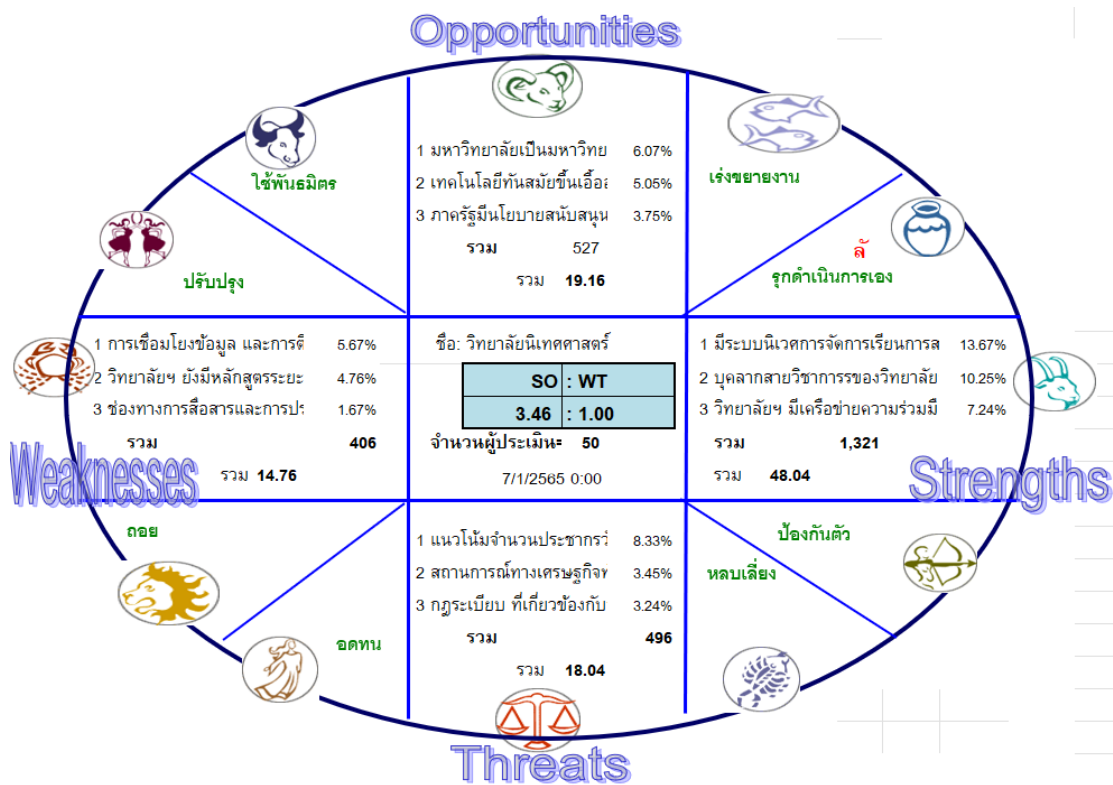 Opportunities
1 มหาวิทยาลัยเป็นมหาวิทย 6.07%
2 เทคโนโลยีทันสมัยขึ้นเอื้อ 5.05%
3 ภาครัฐมีนโยบายสนับสนุน 3.75%
รวม 527
รวม 19.16
ใช้พันธมิตร
เร่งขยายงาน
ลั
ปรับปรุง
รุกดำเนินการเอง
1 การเชื่อมโยงข้อมูล และการตื 5.67%
2 วิทยาลัยฯ ยังมีหลักสูตรระยะ 4.76%
3 ช่องทางการสื่อสารและการปร 1.67%
รวม 406
รวม 14.76
Weaknesses
ชื่อ: วิทยาลัยนิเทศศาสตร์
SO : WT
3.46 : 1.00
จำนวนผู้ประเมิน= 50
7/1/2565 0:00
1 มีระบบนิเวศการจัดการเรียนการส 13.67%
2 บุคลากรสายวิชาการรของวิทยาลัย 10.25%
3 วิทยาลัยฯ มีเครือข่ายความร่วมมื 7.24%
รวม 1,321
รวม 48.04
Strengths
ถอย
ป้องกันตัว
หลบเลี่ยง
อดทน
1 แนวโน้มจำนวนประชากรวั 8.33%
2 สถานการณ์ทางเศรษฐกิจท 3.45%
3 กฎระเบียบ ที่เกี่ยวข้องกับ 3.24%
รวม 496
รวม 18.04
Threats